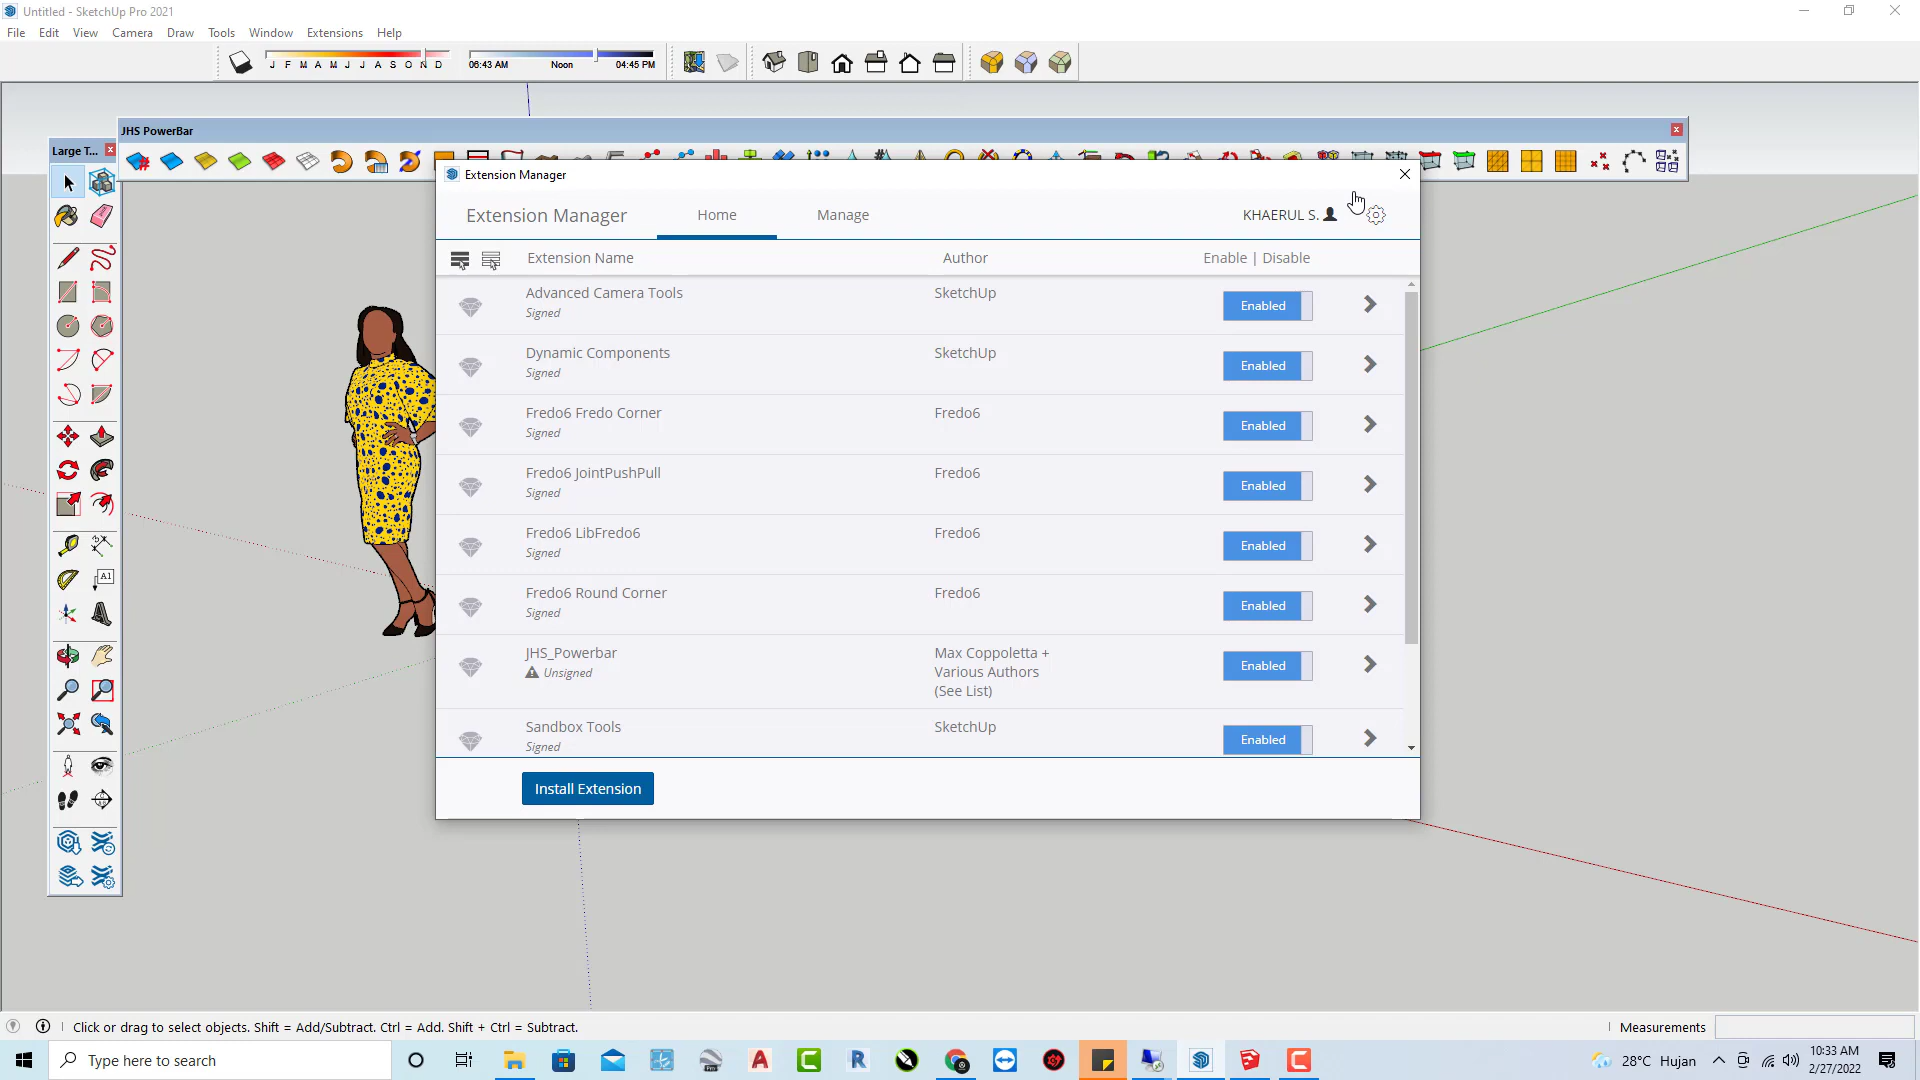 Untitled - SketchUp Pro 2021
File Edit View Camera Draw Tools Window Extensions Help
J F M A M J J A S O N D
06:43 AM Noon 04:45 PM
JHS PowerBar
Large T...
Extension Manager
Extension Manager Home Manage KHAERUL S.
Extension Name Author Enable | Disable
Advanced Camera Tools SketchUp Enabled
Signed
Dynamic Components SketchUp Enabled
Signed
Fredo6 Fredo Corner Fredo6 Enabled
Signed
Fredo6 JointPushPull Fredo6 Enabled
Signed
Fredo6 LibFredo6 Fredo6 Enabled
Signed
Fredo6 Round Corner Fredo6 Enabled
Signed
JHS_Powerbar Max Coppoletta + Enabled
Unsigned Various Authors
(See List)
Sandbox Tools SketchUp Enabled
Signed
Install Extension
A1
Click or drag to select objects. Shift = Add/Subtract. Ctrl = Add. Shift + Ctrl = Subtract. Measurements
Type here to search
28°C Hujan
10:33 AM
2/27/2022